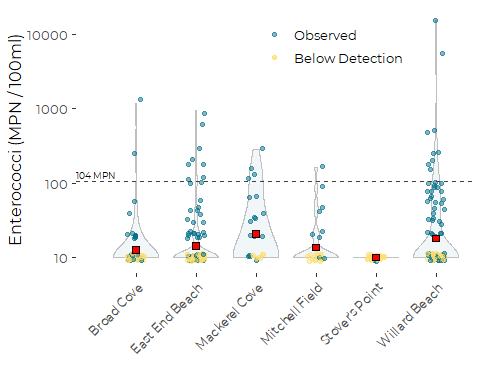 Enterococci (MPN / 100ml)
10000
1000
100
10
104 MPN
Observed
Below Detection
Broad Cove
East End Beach
Mackerel Cove
Mitchell Field
Stover's Point
Willard Beach